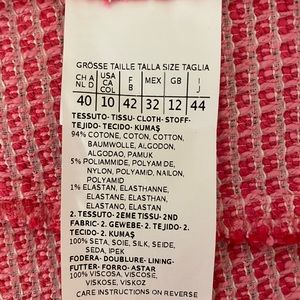 GRÖSSE TAILLE TALLA SIZE TAGLIA
CH A NL D USA CA COL F B MEX GB I J
40 10 42 32 12 44
TESSUTO- TISSU- CLOTH- STOFF-
TEJIDO- TECIDO- KUMAŞ
94% COTONE, COTON, COTTON,
BAUMWOLLE, ALGODON,
ALGODAO, PAMUK
5% POLIAMMIDE, POLYAMIDE,
NYLON, POLYAMID, NAILON,
POLYAMID
1% ELASTAN, ELASTHANNE,
ELASTANE, ELASTHAN,
ELASTANO, ELASTAN
2. TESSUTO- 2EME TISSU- 2ND
FABRIC- 2. GEWEBE- 2. TEJIDO- 2.
TECIDO- 2. KUMAŞ
100% SETA, SOIE, SILK, SEIDE,
SEDA, IPEK
FODERA- DOUBLURE- LINING-
FUTTER- FORRO- ASTAR
100% VISCOSA, VISCOSE,
VISKOSE, VISKOZ
CARE INSTRUCTIONS ON REVERSE